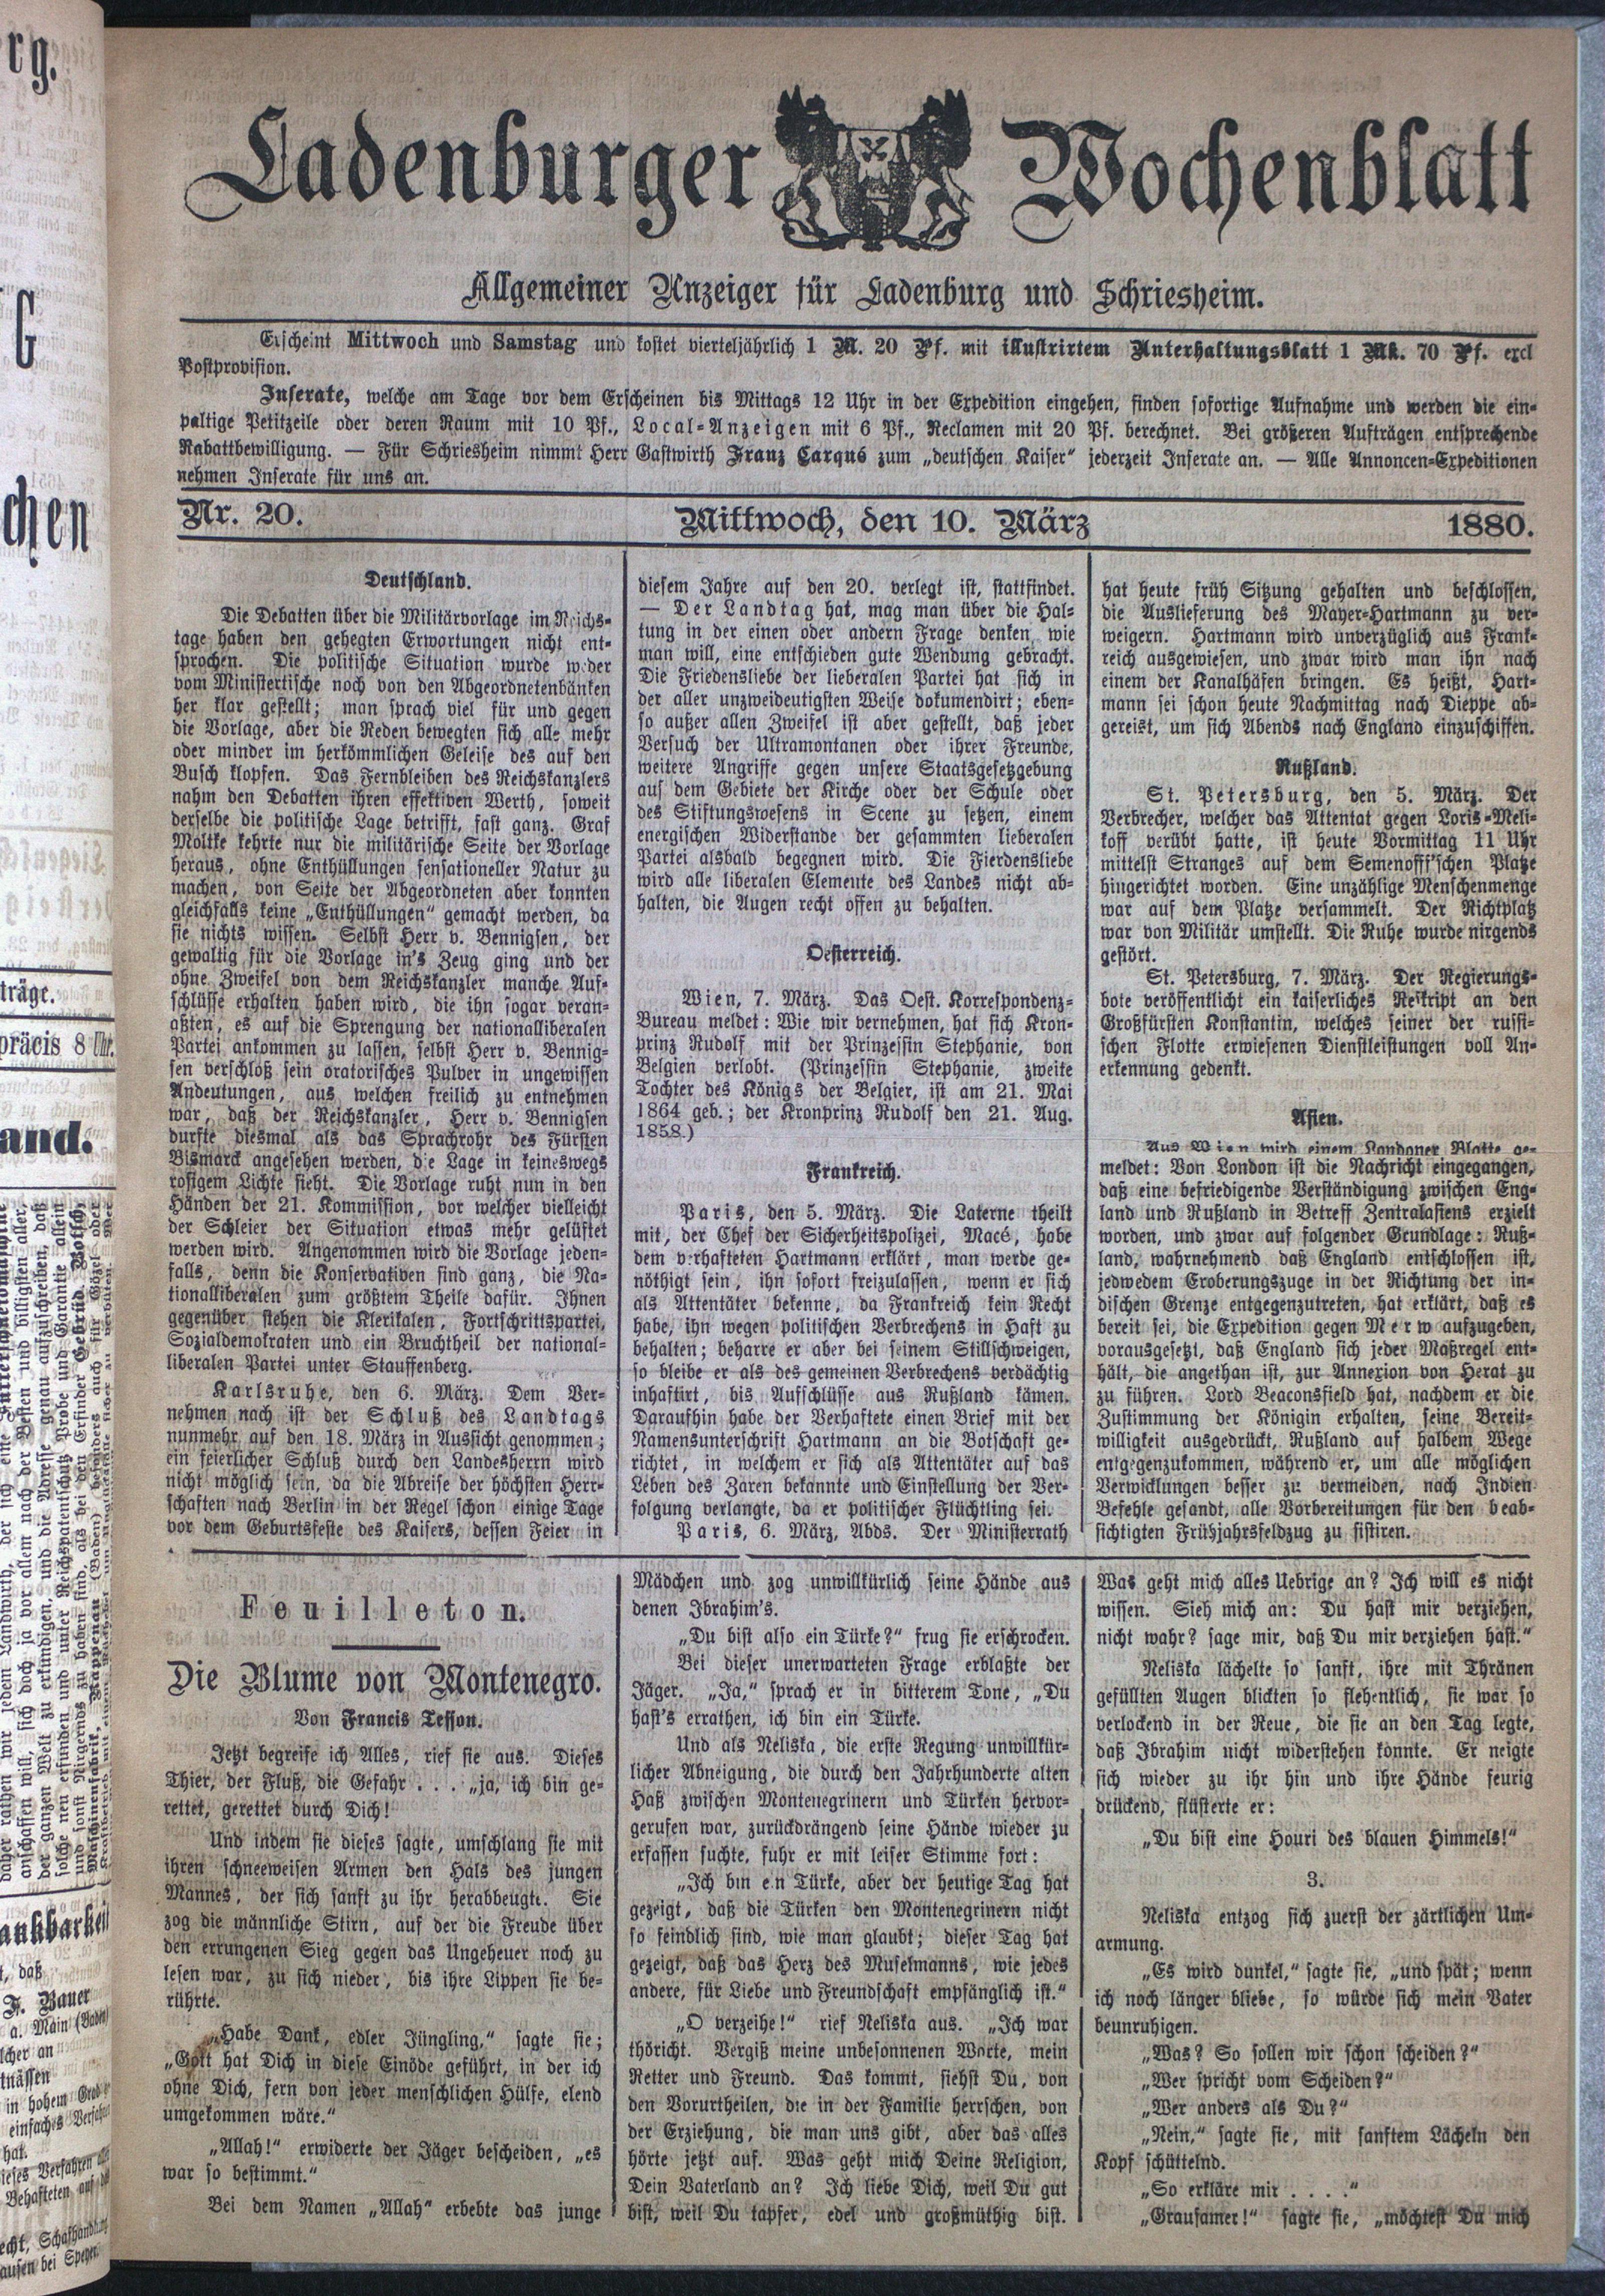 Ladenburger Wochenblatt
Allgemeiner Anzeiger für Ladenburg und Schriesheim.
Erscheint Mittwoch und Samstag und kostet vierteljährlich 1 M. 20 Pf. mit illustrirtem Unterhaltungsblatt 1 Mk. 70 Pf. excl
Postprovision.
Inserate, welche am Tage vor dem Erscheinen bis Mittags 12 Uhr in der Expedition eingehen, finden sofortige Aufnahme und werden die ein-
paltige Petitzeile oder deren Raum mit 10 Pf., Local-Anzeigen mit 6 Pf., Reclamen mit 20 Pf. berechnet. Bei größeren Aufträgen entsprechende
Rabattbewilligung. — Für Schriesheim nimmt Herr Gastwirth Franz Carqué zum „deutschen Kaiser" jederzeit Inserate an. — Alle Annoncen-Expeditionen
nehmen Inserate für uns an.
Nr. 20. Mittwoch, den 10. März 1880.
Deutschland.
Die Debatten über die Militärvorlage im Reichs-
tage haben den gehegten Erwartungen nicht ent-
sprochen. Die politische Situation wurde weder
vom Ministertische noch von den Abgeordnetenbänken
her klar gestellt; man sprach viel für und gegen
die Vorlage, aber die Reden bewegten sich alle mehr
oder minder im herkömmlichen Geleise des auf den
Busch klopfen. Das Fernbleiben des Reichskanzlers
nahm den Debatten ihren effektiven Werth, soweit
derselbe die politische Lage betrifft, fast ganz. Graf
Moltke kehrte nur die militärische Seite der Vorlage
heraus, ohne Enthüllungen sensationeller Natur zu
machen, von Seite der Abgeordneten aber konnten
gleichfalls keine „Enthüllungen" gemacht werden, da
sie nichts wissen. Selbst Herr v. Bennigsen, der
gewaltig für die Vorlage in's Zeug ging und der
ohne Zweifel von dem Reichskanzler manche Auf-
schlüsse erhalten haben wird, die ihn sogar veran-
aßten, es auf die Sprengung der nationalliberalen
Partei ankommen zu lassen, selbst Herr v. Bennig-
sen verschloß sein oratorisches Pulver in ungewissen
Andeutungen, aus welchen freilich zu entnehmen
war, daß der Reichskanzler, Herr v. Bennigsen
durfte diesmal als das Sprachrohr des Fürsten
Bismarck angesehen werden, die Lage in keineswegs
rosigem Lichte sieht. Die Vorlage ruht nun in den
Händen der 21. Kommission, vor welcher vielleicht
der Schleier der Situation etwas mehr gelüftet
werden wird. Angenommen wird die Vorlage jeden-
falls, denn die Konservativen sind ganz, die Na-
tionalliberalen zum größtem Theile dafür. Ihnen
gegenüber stehen die Klerikalen, Fortschrittspartei,
Sozialdemokraten und ein Bruchtheil der national-
liberalen Partei unter Stauffenberg.
Karlsruhe, den 6. März. Dem Ver-
nehmen nach ist der Schluß des Landtags
nunmehr auf den 18. März in Aussicht genommen;
ein feierlicher Schluß durch den Landesherrn wird
nicht möglich sein, da die Abreise der höchsten Herr-
schaften nach Berlin in der Regel schon einige Tage
vor dem Geburtsfeste des Kaisers, dessen Feier in
diesem Jahre auf den 20. verlegt ist, stattfindet.
— Der Landtag hat, mag man über die Hal-
tung in der einen oder andern Frage denken wie
man will, eine entschieden gute Wendung gebracht.
Die Friedensliebe der lieberalen Partei hat sich in
der aller unzweideutigsten Weise dokumendirt; eben-
so außer allen Zweifel ist aber gestellt, daß jeder
Versuch der Ultramontanen oder ihrer Freunde,
weitere Angriffe gegen unsere Staatsgesetzgebung
auf dem Gebiete der Kirche oder der Schule oder
des Stiftungswesens in Scene zu setzen, einem
energischen Widerstande der gesammten lieberalen
Partei alsbald begegnen wird. Die Fierdensliebe
wird alle liberalen Elemente des Landes nicht ab-
halten, die Augen recht offen zu behalten.
Oesterreich.
Wien, 7. März. Das Oest. Korrespondenz-
Bureau meldet: Wie wir vernehmen, hat sich Kron-
prinz Rudolf mit der Prinzessin Stephanie, von
Belgien verlobt. (Prinzessin Stephanie, zweite
Tochter des Königs der Belgier, ist am 21. Mai
1864 geb.; der Kronprinz Rudolf den 21. Aug.
1858.)
Frankreich.
Paris, den 5. März. Die Laterne theilt
mit, der Chef der Sicherheitspolizei, Macé, habe
dem verhafteten Hartmann erklärt, man werde ge-
nöthigt sein, ihn sofort freizulassen, wenn er sich
als Attentäter bekenne, da Frankreich kein Recht
habe, ihn wegen politischen Verbrechens in Haft zu
behalten; beharre er aber bei seinem Stillschweigen,
so bleibe er als des gemeinen Verbrechens verdächtig
inhaftirt, bis Aufschlüsse aus Rußland kämen.
Daraufhin habe der Verhaftete einen Brief mit der
Namensunterschrift Hartmann an die Botschaft ge-
richtet, in welchem er sich als Attentäter auf das
Leben des Zaren bekannte und Einstellung der Ver-
folgung verlangte, da er politischer Flüchtling sei.
Paris, 6. März, Abds. Der Ministerrath
hat heute früh Sitzung gehalten und beschlossen,
die Auslieferung des Mayer-Hartmann zu ver-
weigern. Hartmann wird unverzüglich aus Frank-
reich ausgewiesen, und zwar wird man ihn nach
einem der Kanalhäfen bringen. Es heißt, Hart-
mann sei schon heute Nachmittag nach Dieppe ab-
gereist, um sich Abends nach England einzuschiffen.
Rußland.
St. Petersburg, den 5. März. Der
Verbrecher, welcher das Attentat gegen Loris-Meli-
koff verübt hatte, ist heute Vormittag 11 Uhr
mittelst Stranges auf dem Semenoff'schen Platze
hingerichtet worden. Eine unzählige Menschenmenge
war auf dem Platze versammelt. Der Richtplatz
war von Militär umstellt. Die Ruhe wurde nirgends
gestört.
St. Petersburg, 7. März. Der Regierungs-
bote veröffentlicht ein kaiserliches Reskript an den
Großfürsten Konstantin, welches seiner der russi-
schen Flotte erwiesenen Dienstleistungen voll An-
erkennung gedenkt.
Asien.
Aus Wien wird einem Londoner Blatte ge-
meldet: Von London ist die Nachricht eingegangen,
daß eine befriedigende Verständigung zwischen Eng-
land und Rußland in Betreff Zentralasiens erzielt
worden, und zwar auf folgender Grundlage: Ruß-
land, wahrnehmend daß England entschlossen ist,
jedwedem Eroberungszuge in der Richtung der in-
dischen Grenze entgegenzutreten, hat erklärt, daß es
bereit sei, die Expedition gegen Merw aufzugeben,
vorausgesetzt, daß England sich jeder Maßregel ent-
hält, die angethan ist, zur Annexion von Herat zu
zu führen. Lord Beaconsfield hat, nachdem er die
Zustimmung der Königin erhalten, seine Bereit-
willigkeit ausgedrückt, Rußland auf halbem Wege
entgegenzukommen, während er, um alle möglichen
Verwicklungen besser zu vermeiden, nach Indien
Befehle gesandt, alle Vorbereitungen für den beab-
sichtigten Frühjahrsfeldzug zu sistiren.
Feuilleton.
Die Blume von Montenegro.
Von Francis Tesson.
Jetzt begreife ich Alles, rief sie aus. Dieses
Thier, der Fluß, die Gefahr . . . „ja, ich bin ge-
rettet, gerettet durch Dich!
Und indem sie dieses sagte, umschlang sie mit
ihren schneeweisen Armen den Hals des jungen
Mannes, der sich sanft zu ihr herabbeugte. Sie
zog die männliche Stirn, auf der die Freude über
den errungenen Sieg gegen das Ungeheuer noch zu
lesen war, zu sich nieder, bis ihre Lippen sie be-
rührte.
„Habe Dank, edler Jüngling," sagte sie;
„Gott hat Dich in diese Einöde geführt, in der ich
ohne Dich, fern von jeder menschlichen Hülfe, elend
umgekommen wäre."
„Allah!" erwiderte der Jäger bescheiden, „es
war so bestimmt."
Bei dem Namen „Allah" erbebte das junge
Mädchen und zog unwillkürlich seine Hände aus
denen Ibrahim's.
„Du bist also ein Türke?" frug sie erschrocken.
Bei dieser unerwarteten Frage erblaßte der
Jäger. „Ja," sprach er in bitterem Tone, „Du
hast's errathen, ich bin ein Türke.
Und als Neliska, die erste Regung unwillkür-
licher Abneigung, die durch den Jahrhunderte alten
Haß zwischen Montenegrinern und Türken hervor-
gerufen war, zurückdrängend seine Hände wieder zu
erfassen suchte, fuhr er mit leiser Stimme fort:
„Ich bin ein Türke, aber der heutige Tag hat
gezeigt, daß die Türken den Montenegrinern nicht
so feindlich sind, wie man glaubt; dieser Tag hat
gezeigt, daß das Herz des Muselmanns, wie jedes
andere, für Liebe und Freundschaft empfänglich ist."
„O verzeihe!" rief Neliska aus. „Ich war
thöricht. Vergiß meine unbesonnenen Worte, mein
Retter und Freund. Das kommt, siehst Du, von
den Vorurtheilen, die in der Familie herrschen, von
der Erziehung, die man uns gibt, aber das alles
hörte jetzt auf. Was geht mich Deine Religion,
Dein Vaterland an? Ich liebe Dich, weil Du gut
bist, weil Du tapfer, edel und großmüthig bist.
Was geht mich alles Uebrige an? Ich will es nicht
wissen. Sieh mich an: Du hast mir verziehen,
nicht wahr? sage mir, daß Du mir verziehen hast."
Neliska lächelte so sanft, ihre mit Thränen
gefüllten Augen blickten so flehentlich, sie war so
verlockend in der Reue, die sie an den Tag legte,
daß Ibrahim nicht widerstehen konnte. Er neigte
sich wieder zu ihr hin und ihre Hände feurig
drückend, flüsterte er:
„Du bist eine Houri des blauen Himmels!"
3.
Neliska entzog sich zuerst der zärtlichen Um-
armung.
„Es wird dunkel," sagte sie, „und spät; wenn
ich noch länger bliebe, so würde sich mein Vater
beunruhigen.
„Was? So sollen wir schon scheiden?"
„Wer spricht vom Scheiden?"
„Wer anders als Du?"
„Nein," sagte sie, mit sanftem Lächeln den
Kopf schüttelnd.
„So erkläre mir . . . ."
„Grausamer!" sagte sie, „möchtest Du mich